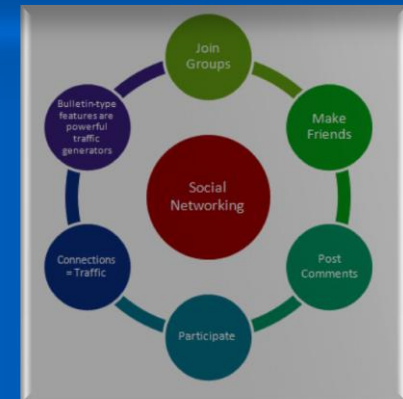 Join
Groups
Make
Friends
Post
Comments
Participate
Connections
= Traffic
Bulletin-type
features are
powerful
traffic
generators
Social
Networking